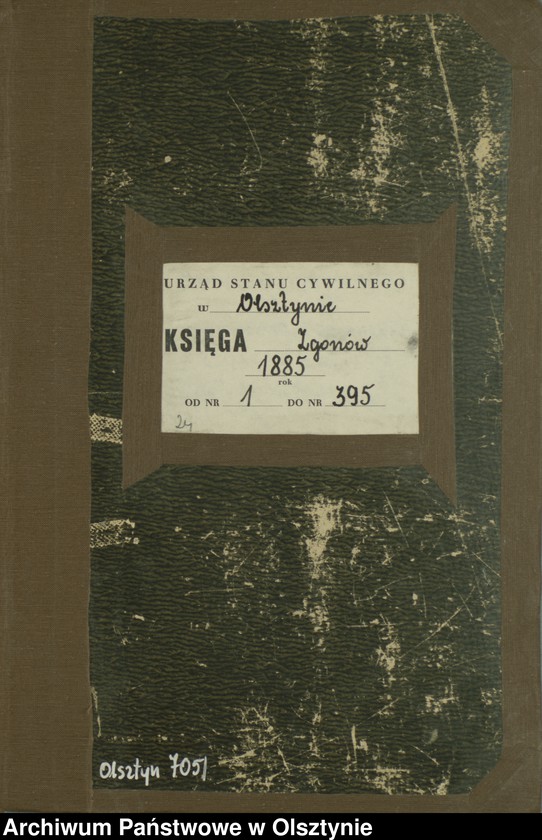 URZĄD STANU CYWILNEGO
w Olsztynie
KSIĘGA Zgonów
1885
rok
OD NR 1 DO NR 395
24
Olsztyn 7051
Archiwum Państwowe w Olsztynie